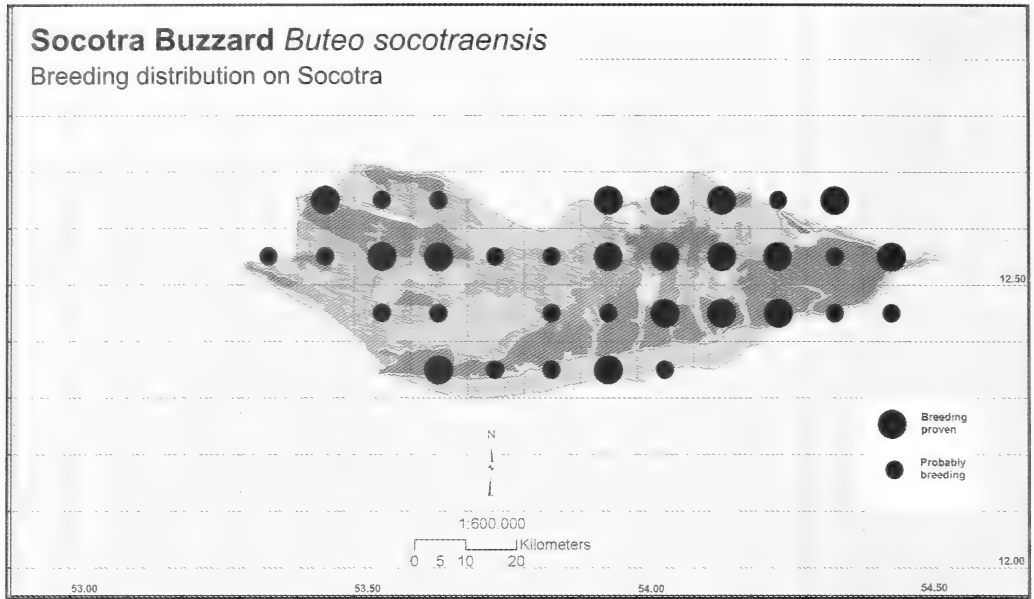 Socotra Buzzard Buteo socotraensis
Breeding distribution on Socotra
12.50
Breeding
proven
Probably
breeding
N
1:600.000
Kilometers
0 5 10 20
12.00
53.00 53.50 54.00 54.50